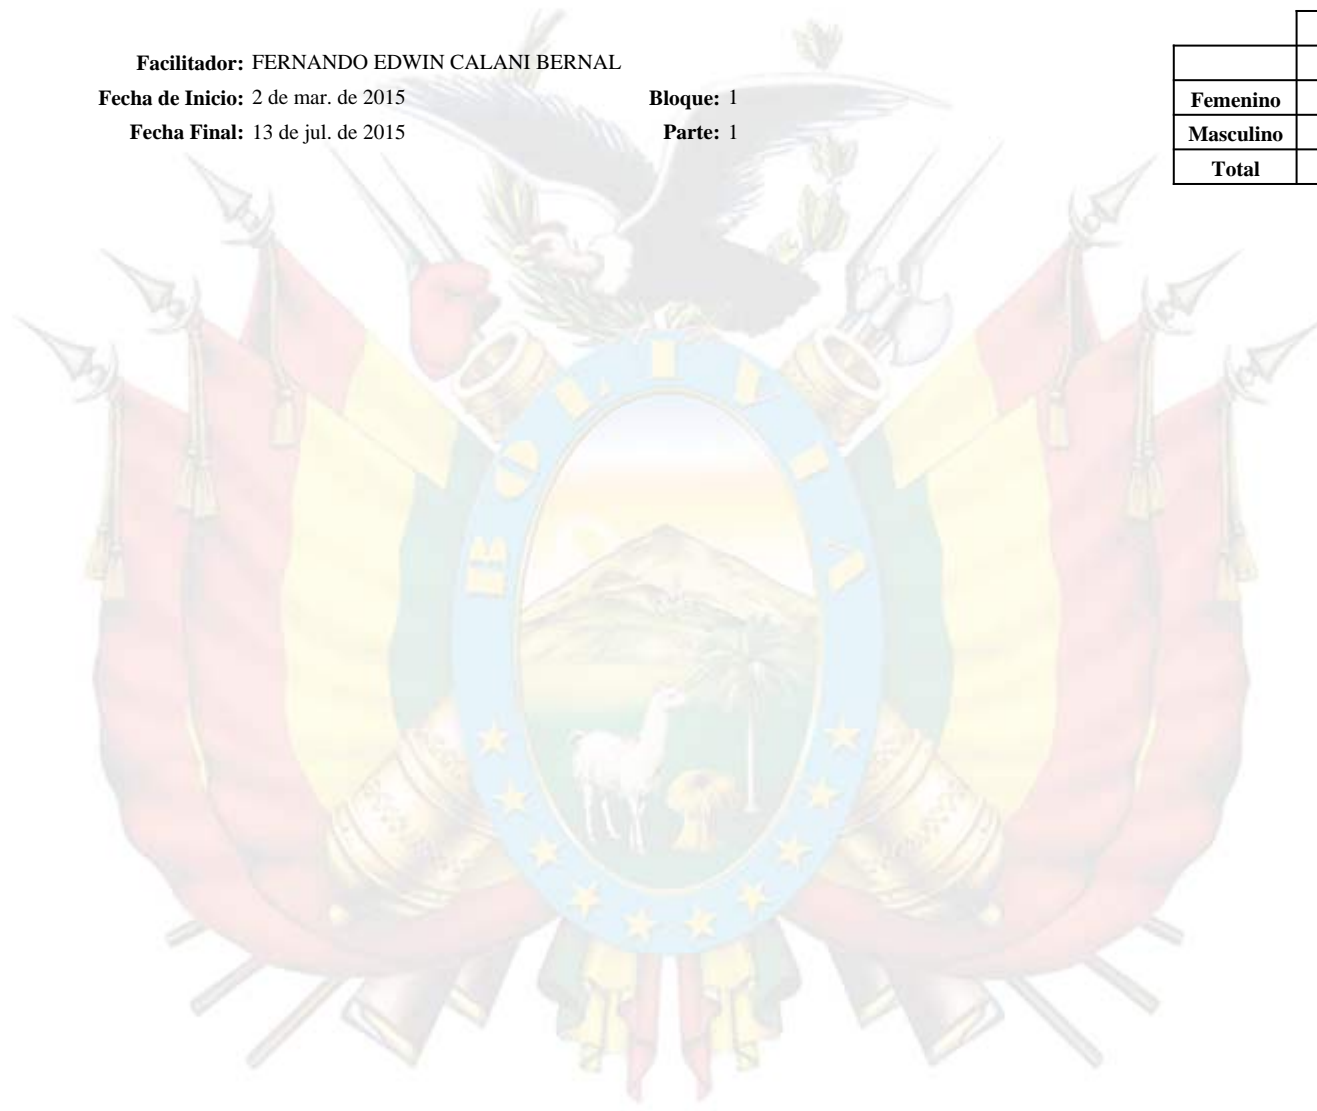 Facilitador: FERNANDO EDWIN CALANI BERNAL
Fecha de Inicio: 2 de mar. de 2015 Bloque: 1
Fecha Final: 13 de jul. de 2015 Parte: 1
Femenino
Masculino
Total
BOLIVIA